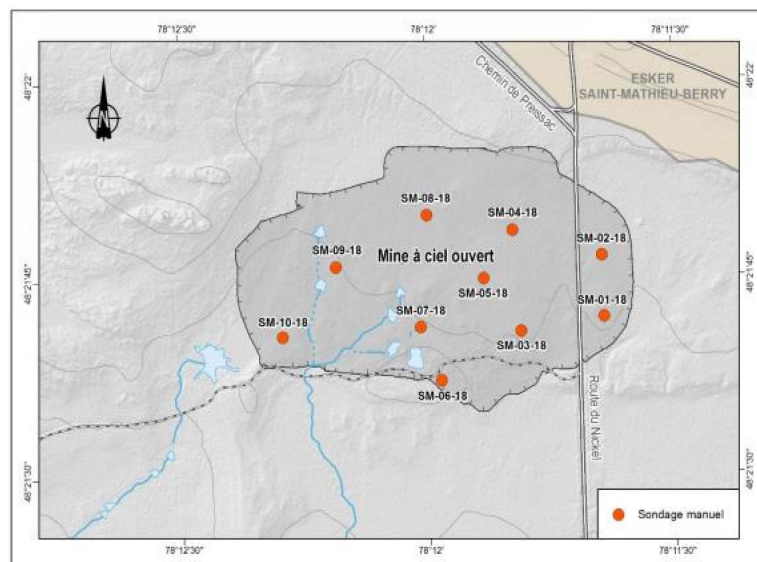 78°12'30"
78°12'
78°11'30"
48°22'
48°22'
Chemin de Preissac
ESKER
SAINT-MATHIEU-BERRY
SM-08-18
SM-04-18
SM-02-18
SM-09-18
Mine à ciel ouvert
48°21'45"
48°21'45"
SM-05-18
SM-01-18
SM-07-18
SM-10-18
SM-03-18
SM-06-18
Route du Nickel
48°21'30"
48°21'30"
N
Sondage manuel
78°12'30"
78°12'
78°11'30"